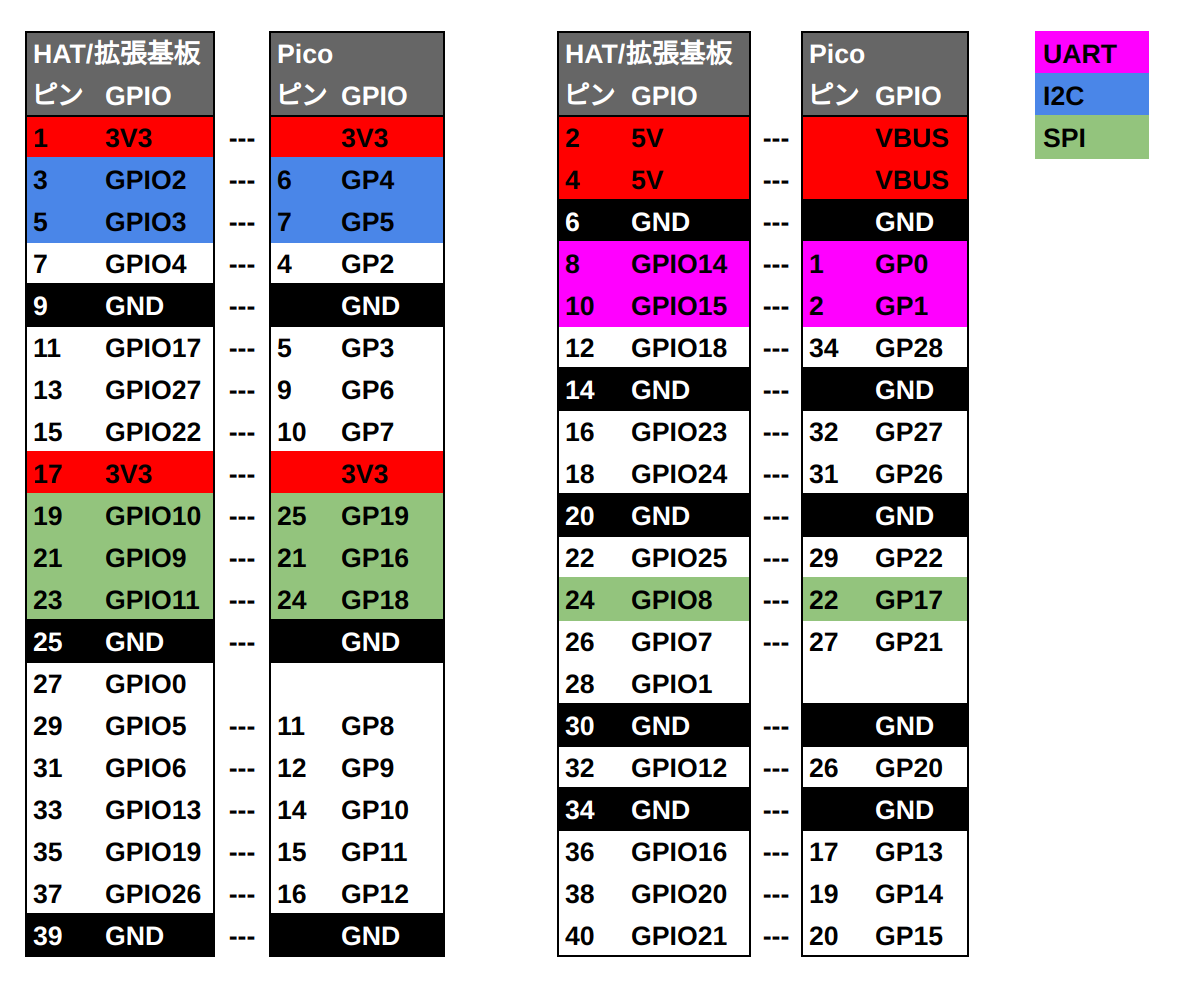 HAT/拡張基板 Pico
ピン GPIO ピン GPIO
1 3V3 --- 3V3
3 GPIO2 --- 6 GP4
5 GPIO3 --- 7 GP5
7 GPIO4 --- 4 GP2
9 GND --- GND
11 GPIO17 --- 5 GP3
13 GPIO27 --- 9 GP6
15 GPIO22 --- 10 GP7
17 3V3 --- 3V3
19 GPIO10 --- 25 GP19
21 GPIO9 --- 21 GP16
23 GPIO11 --- 24 GP18
25 GND --- GND
27 GPIO0
29 GPIO5 --- 11 GP8
31 GPIO6 --- 12 GP9
33 GPIO13 --- 14 GP10
35 GPIO19 --- 15 GP11
37 GPIO26 --- 16 GP12
39 GND --- GND
HAT/拡張基板 Pico
ピン GPIO ピン GPIO
2 5V --- VBUS
4 5V --- VBUS
6 GND --- GND
8 GPIO14 --- 1 GP0
10 GPIO15 --- 2 GP1
12 GPIO18 --- 34 GP28
14 GND --- GND
16 GPIO23 --- 32 GP27
18 GPIO24 --- 31 GP26
20 GND --- GND
22 GPIO25 --- 29 GP22
24 GPIO8 --- 22 GP17
26 GPIO7 --- 27 GP21
28 GPIO1
30 GND --- GND
32 GPIO12 --- 26 GP20
34 GND --- GND
36 GPIO16 --- 17 GP13
38 GPIO20 --- 19 GP14
40 GPIO21 --- 20 GP15
UART
I2C
SPI